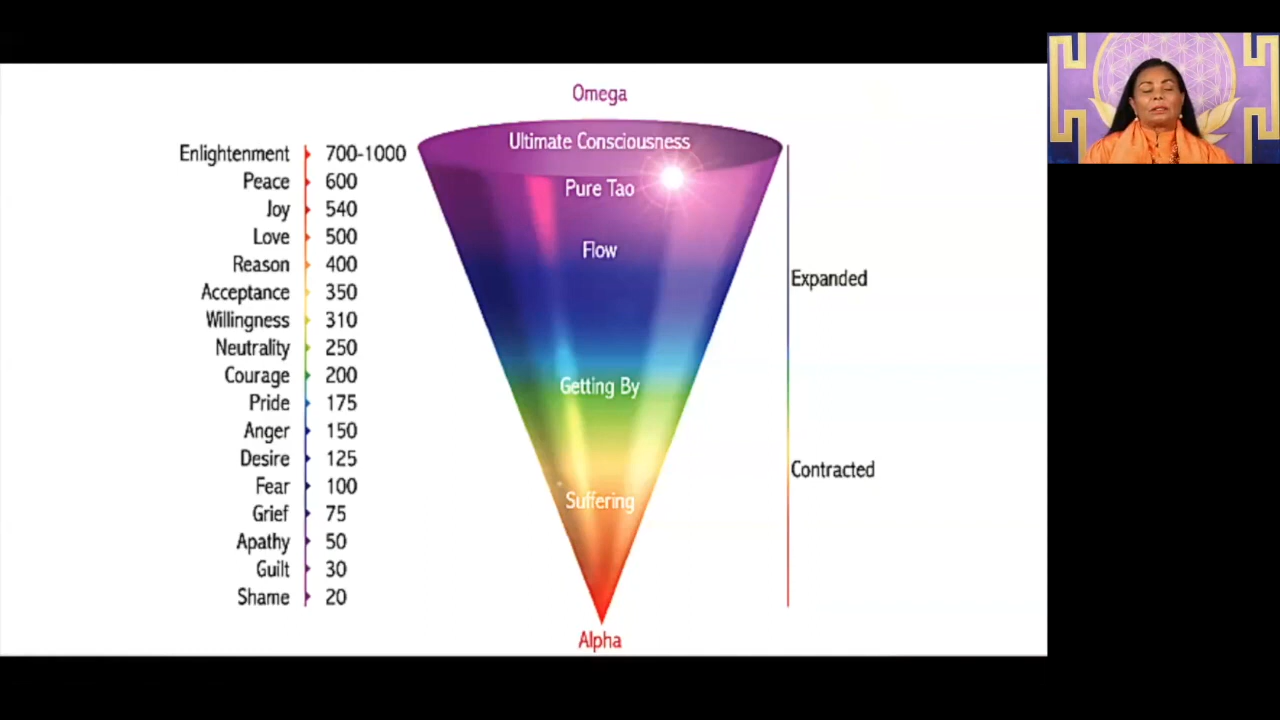 Omega
Ultimate Consciousness
Enlightenment 700-1000
Peace 600
Pure Tao
Joy 540
Love 500
Flow
Reason 400
Expanded
Acceptance 350
Willingness 310
Neutrality 250
Courage 200
Getting By
Pride 175
Anger 150
Desire 125
Contracted
Fear 100
Suffering
Grief 75
Apathy 50
Guilt 30
Shame 20
Alpha